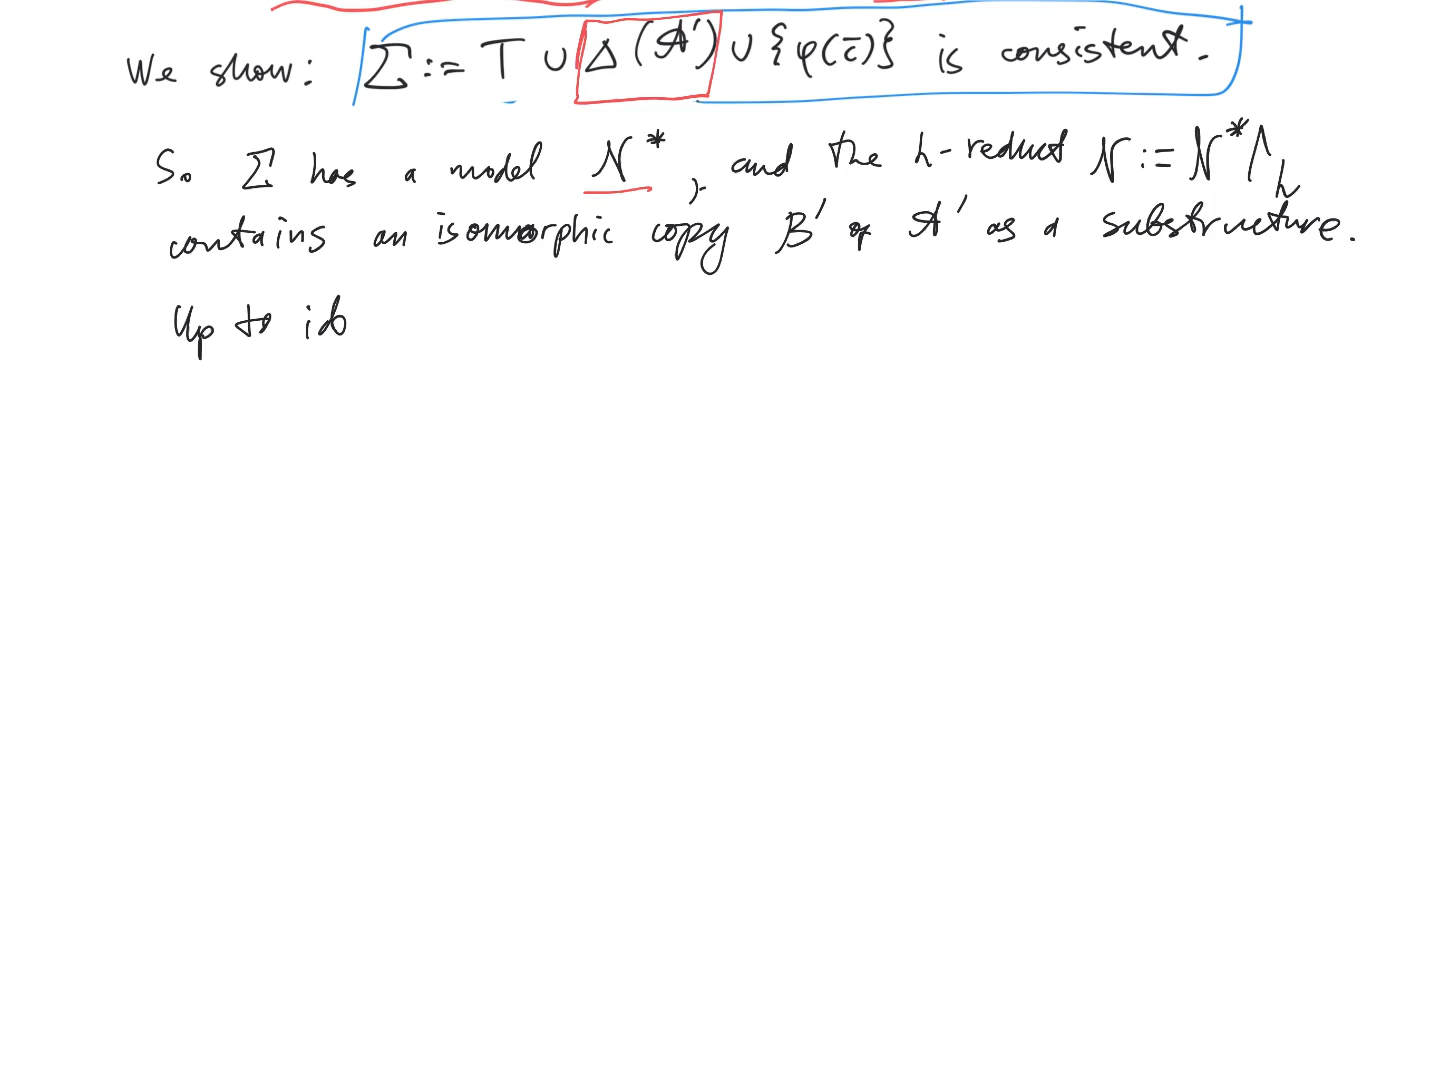 We show: Σ := T ∪ Δ(A') ∪ {φ(c̄)} is consistent.
So Σ has a model N*, and the h-reduct N := N*↾h
contains an isomorphic copy B' of A' as a substructure.
Up to ib